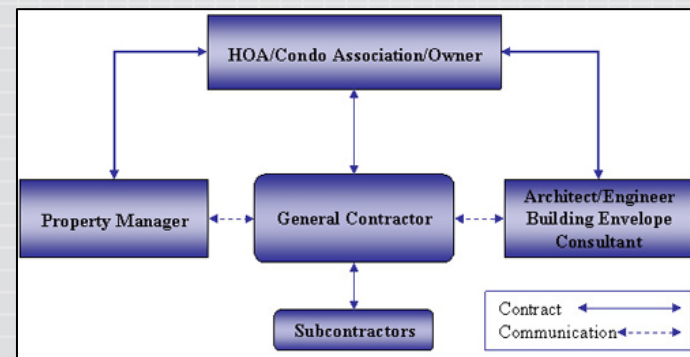 HOA/Condo Association/Owner
Property Manager
General Contractor
Architect/Engineer
Building Envelope
Consultant
Subcontractors
Contract
Communication